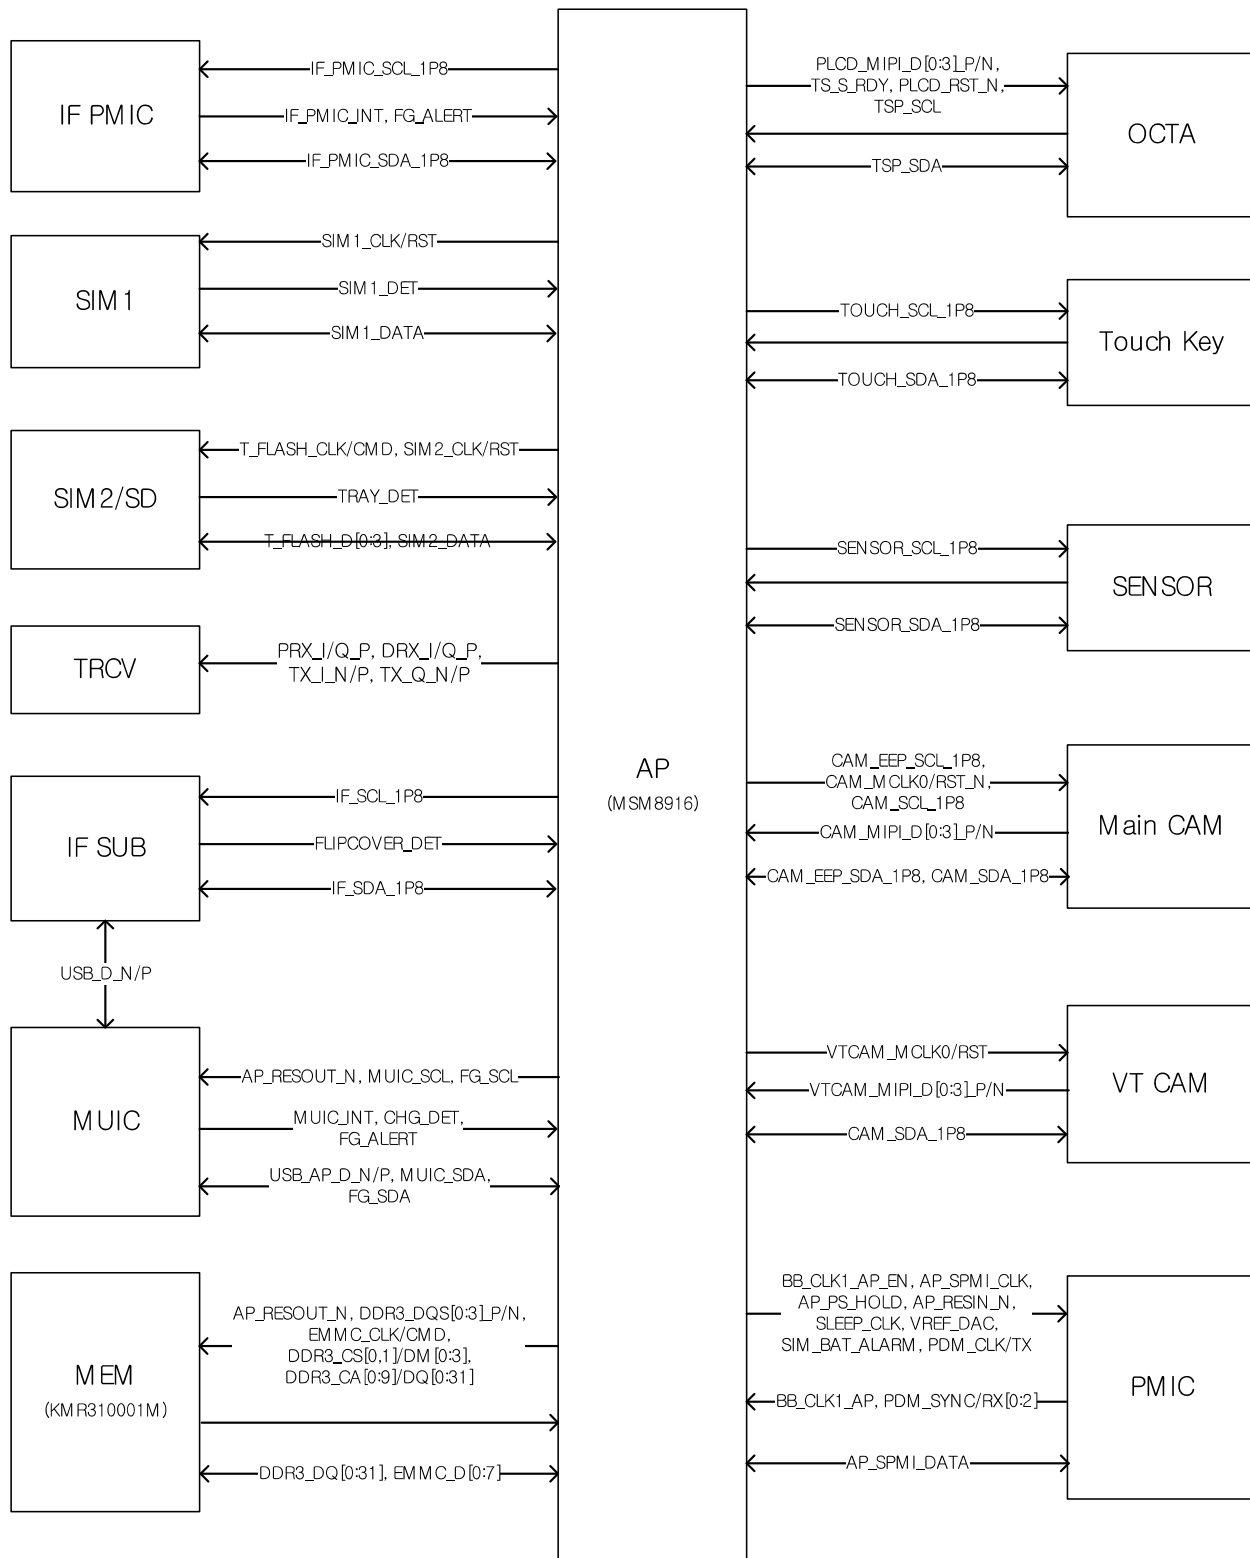 IF PMIC
IF_PMIC_SCL_1P8
IF_PMIC_INT, FG_ALERT
IF_PMIC_SDA_1P8
SIM1
SIM1_CLK/RST
SIM1_DET
SIM1_DATA
SIM2/SD
T_FLASH_CLK/CMD, SIM2_CLK/RST
TRAY_DET
T_FLASH_D[0:3], SIM2_DATA
TRCV
PRX_I/Q_P, DRX_I/Q_P,
TX_I_N/P, TX_Q_N/P
IF SUB
IF_SCL_1P8
FLIPCOVER_DET
IF_SDA_1P8
USB_D_N/P
MUIC
AP_RESOUT_N, MUIC_SCL, FG_SCL
MUIC_INT, CHG_DET,
FG_ALERT
USB_AP_D_N/P, MUIC_SDA,
FG_SDA
MEM
(KMR310001M)
AP_RESOUT_N, DDR3_DQS[0:3]_P/N,
EMMC_CLK/CMD,
DDR3_CS[0,1]/DM[0:3],
DDR3_CA[0:9]/DQ[0:31]
DDR3_DQ[0:31], EMMC_D[0:7]
AP
(MSM8916)
PLCD_MIPI_D[0:3]_P/N,
TS_S_RDY, PLCD_RST_N,
TSP_SCL
TSP_SDA
OCTA
TOUCH_SCL_1P8
TOUCH_SDA_1P8
Touch Key
SENSOR_SCL_1P8
SENSOR_SDA_1P8
SENSOR
CAM_EEP_SCL_1P8,
CAM_MCLK0/RST_N,
CAM_SCL_1P8
CAM_MIPI_D[0:3]_P/N
CAM_EEP_SDA_1P8, CAM_SDA_1P8
Main CAM
VTCAM_MCLK0/RST
VTCAM_MIPI_D[0:3]_P/N
CAM_SDA_1P8
VT CAM
BB_CLK1_AP_EN, AP_SPMI_CLK,
AP_PS_HOLD, AP_RESIN_N,
SLEEP_CLK, VREF_DAC,
SIM_BAT_ALARM, PDM_CLK/TX
BB_CLK1_AP, PDM_SYNC/RX[0:2]
AP_SPMI_DATA
PMIC